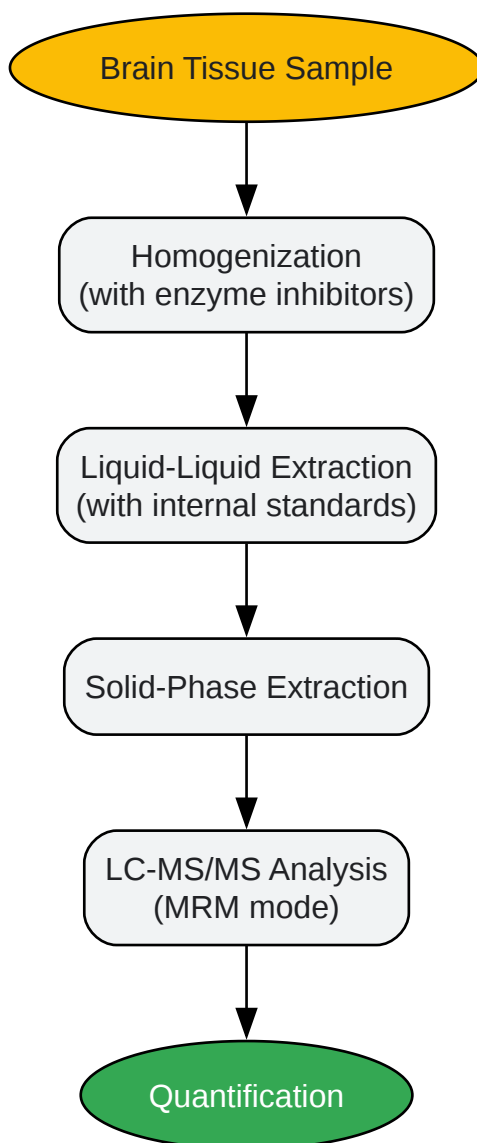 Brain Tissue Sample
Homogenization
(with enzyme inhibitors)
Liquid-Liquid Extraction
(with internal standards)
Solid-Phase Extraction
LC-MS/MS Analysis
(MRM mode)
Quantification